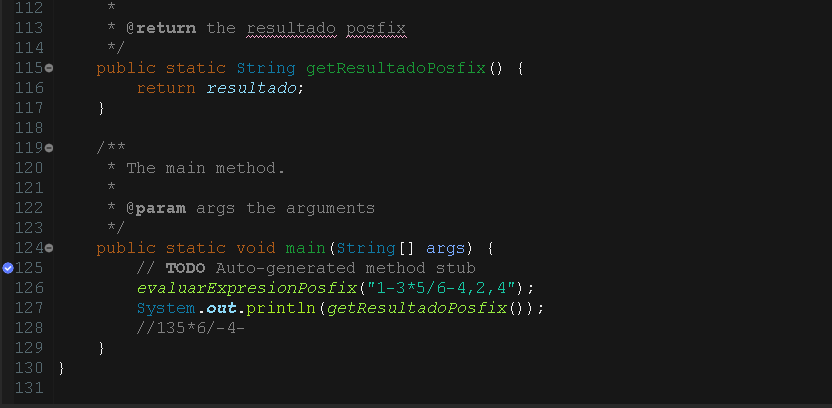 112 *
113 * @return the resultado posfix
114 */
115 public static String getResultadoPosfix() {
116 return resultado;
117 }
118
119 /**
120 * The main method.
121 *
122 * @param args the arguments
123 */
124 public static void main(String[] args) {
125 // TODO Auto-generated method stub
126 evaluarExpresionPosfix("1-3*5/6-4,2,4");
127 System.out.println(getResultadoPosfix());
128 //135*6/-4-
129 }
130 }
131